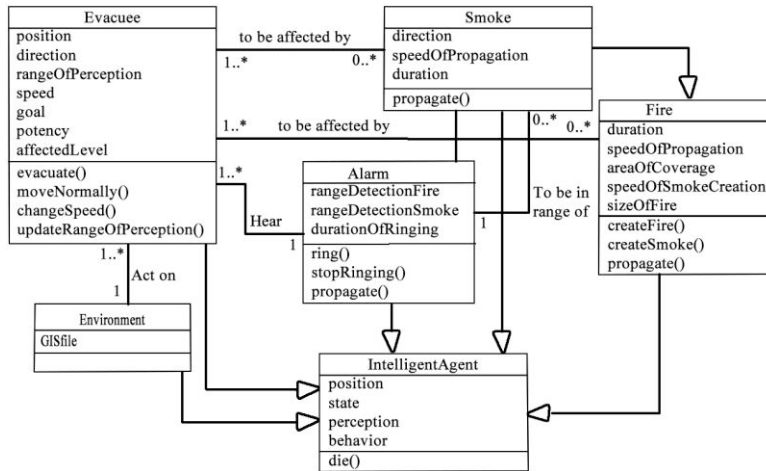 Evacuee
position
direction
rangeOfPerception
speed
goal
potency
affectedLevel
evacuate()
moveNormally()
changeSpeed()
updateRangeOfPerception()
to be affected by
1..*
0..*
Smoke
direction
speedOfPropagation
duration
propagate()
1..*
to be affected by
0..*
0..*
Fire
duration
speedOfPropagation
areaOfCoverage
speedOfSmokeCreation
sizeOfFire
createFire()
createSmoke()
propagate()
1..*
Hear
1
Alarm
rangeDetectionFire
rangeDetectionSmoke
durationOfRinging
ring()
stopRinging()
propagate()
1
To be in
range of
1..*
Act on
1
Environment
GISfile
IntelligentAgent
position
state
perception
behavior
die()